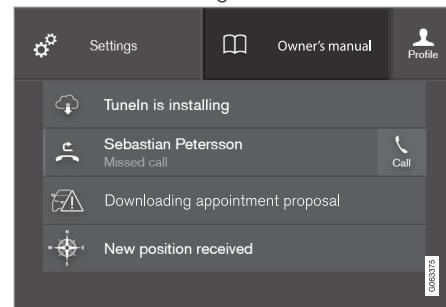 Settings
Owner's manual
Profile
TuneIn is installing
Sebastian Petersson
Missed call
Call
Downloading appointment proposal
New position received
G063375